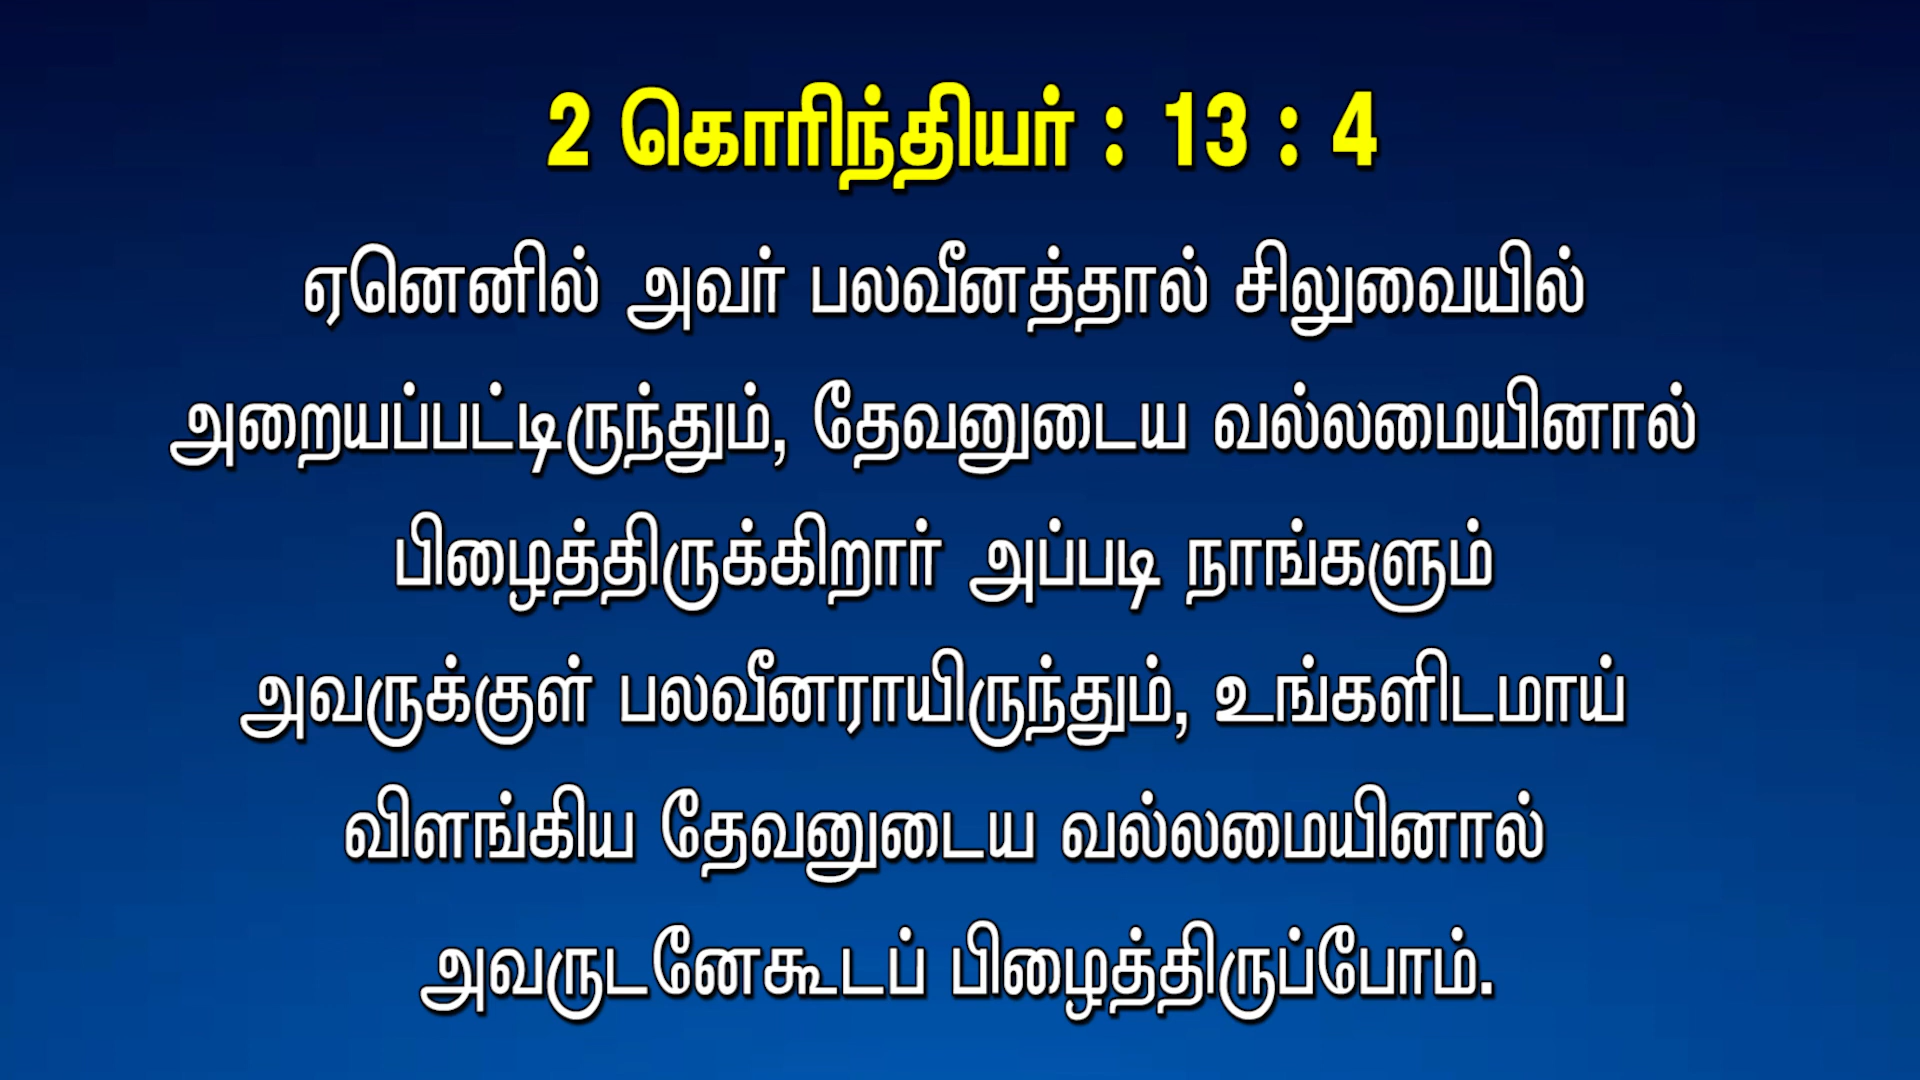 2 கொரிந்தியர் : 13 : 4
ஏனெனில் அவர் பலவீனத்தால் சிலுவையில்
அறையப்பட்டிருந்தும், தேவனுடைய வல்லமையினால்
பிழைத்திருக்கிறார் அப்படி நாங்களும்
அவருக்குள் பலவீனராயிருந்தும், உங்களிடமாய்
விளங்கிய தேவனுடைய வல்லமையினால்
அவருடனேகூடப் பிழைத்திருப்போம்.